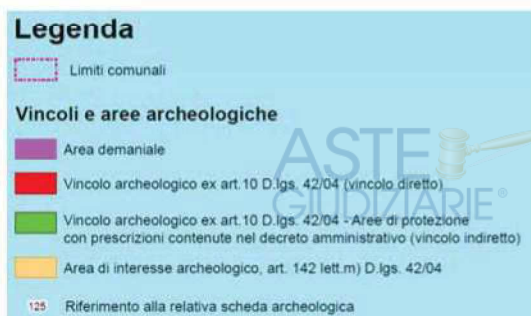 Legenda
Limiti comunali
Vincoli e aree archeologiche
Area demaniale
Vincolo archeologico ex art.10 D.lgs. 42/04 (vincolo diretto)
Vincolo archeologico ex art.10 D.lgs. 42/04 - Aree di protezione
con prescrizioni contenute nel decreto amministrativo (vincolo indiretto)
Area di interesse archeologico, art. 142 lett.m) D.lgs. 42/04
125 Riferimento alla relativa scheda archeologica
ASTE
GIUDIZIARIE®